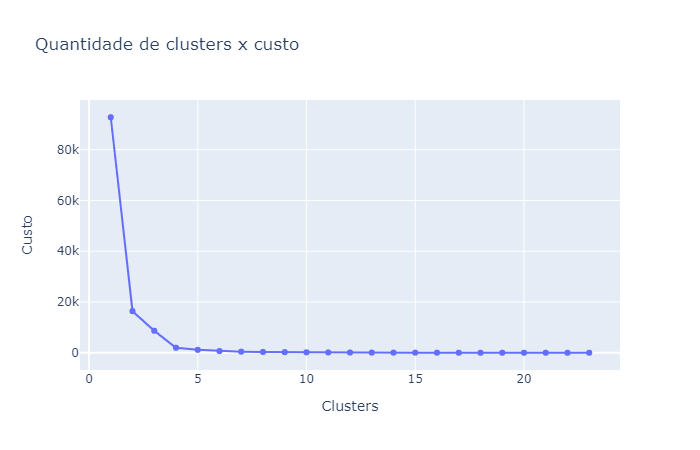 Quantidade de clusters x custo
80k
60k
40k
20k
0
Custo
0 5 10 15 20
Clusters